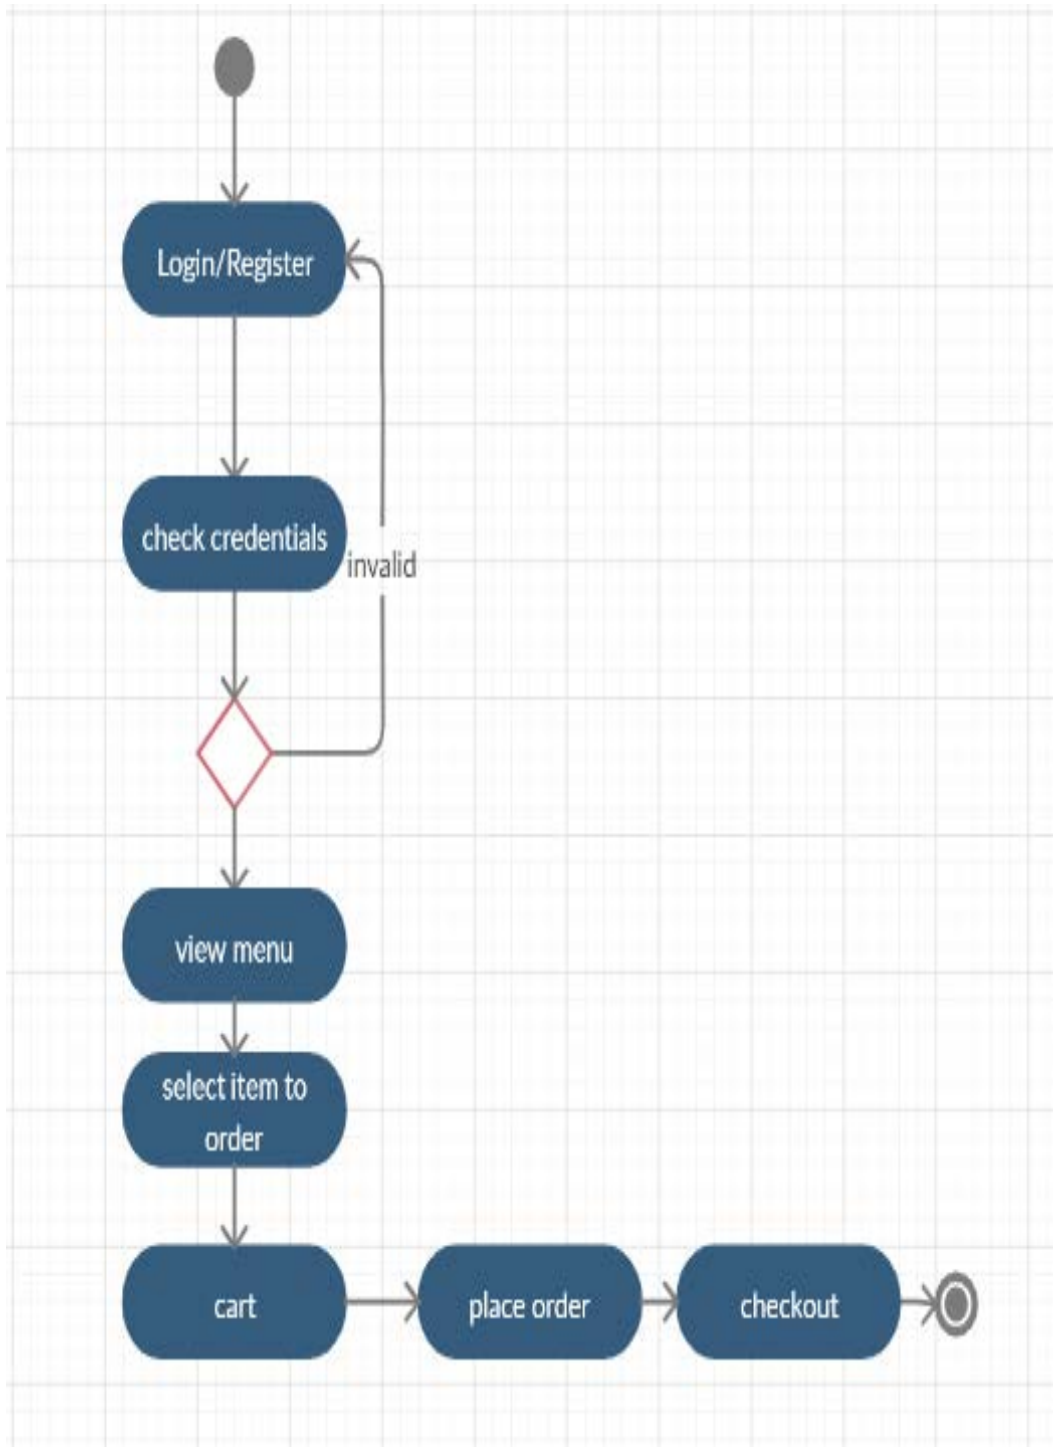 Login/Register
check credentials
invalid
view menu
select item to
order
cart
place order
checkout